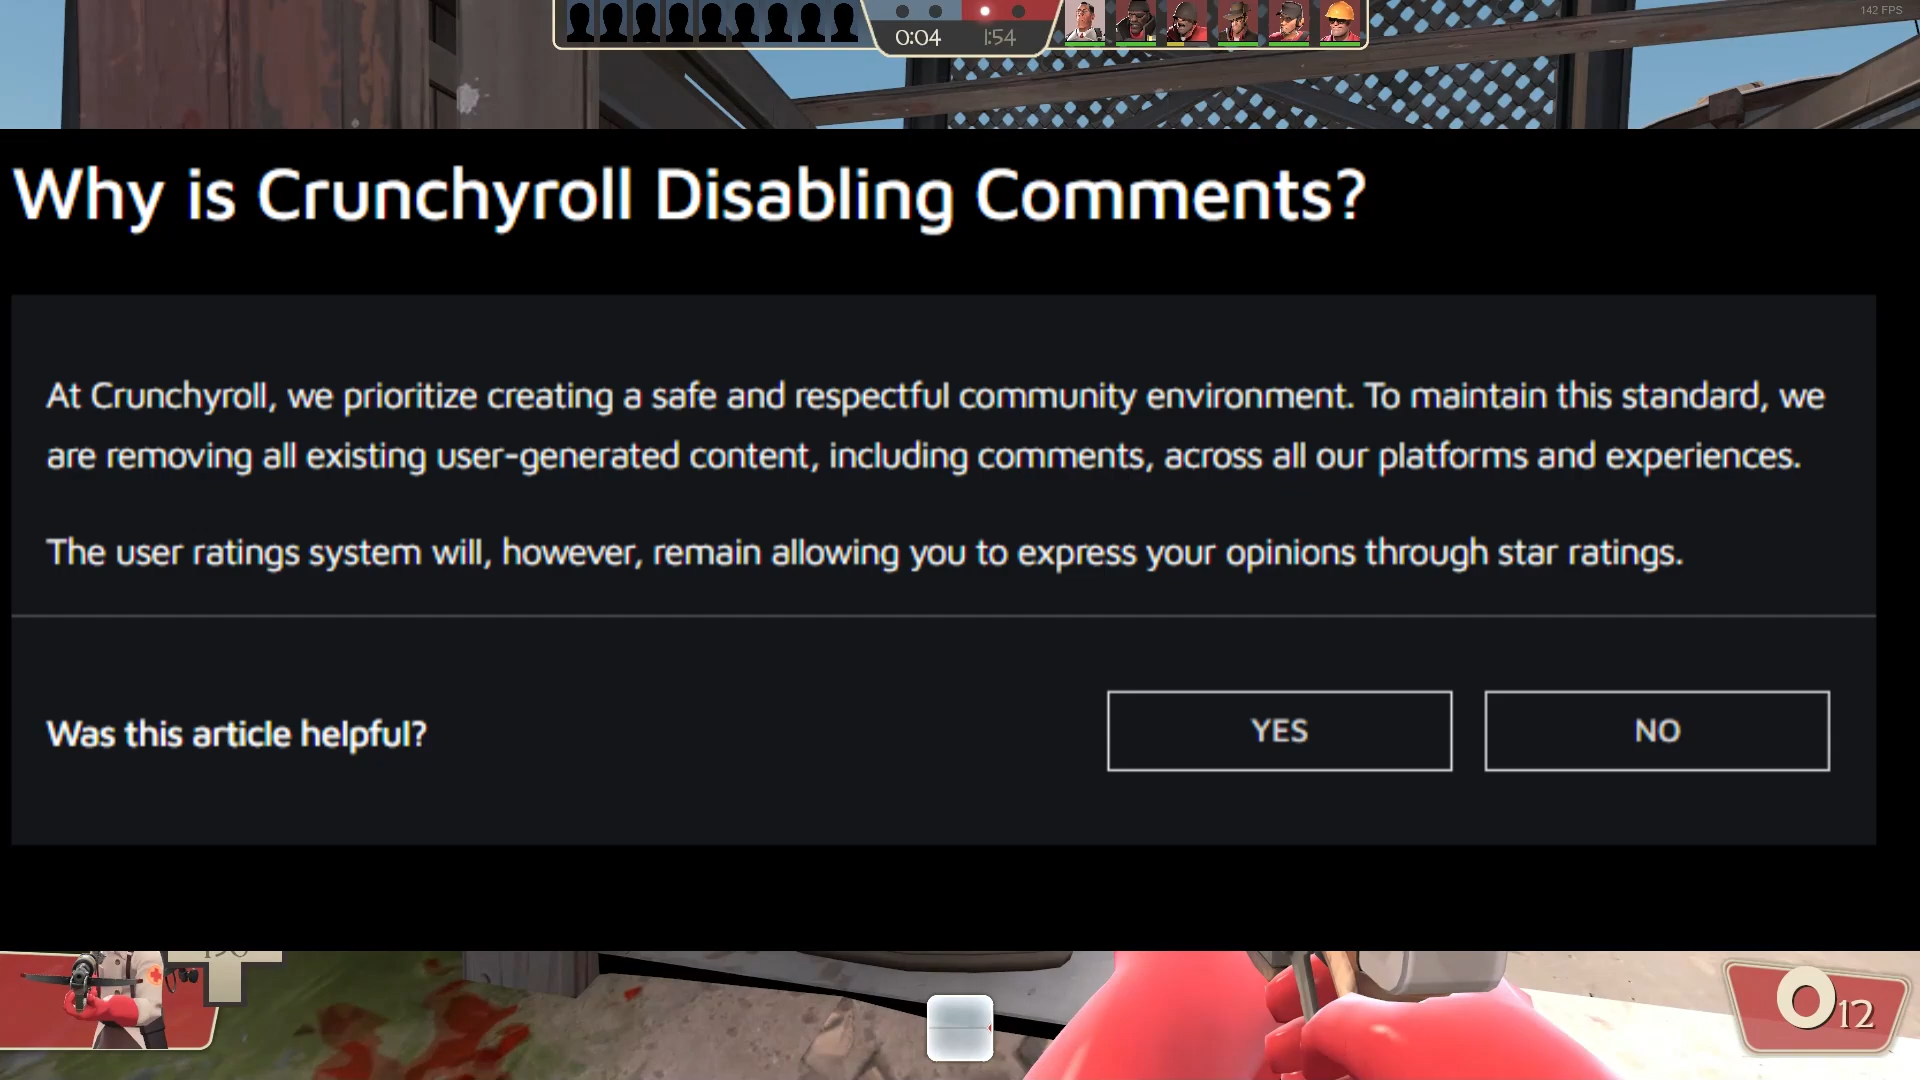 142 FPS
0:04 1:54
Why is Crunchyroll Disabling Comments?
At Crunchyroll, we prioritize creating a safe and respectful community environment. To maintain this standard, we
are removing all existing user-generated content, including comments, across all our platforms and experiences.
The user ratings system will, however, remain allowing you to express your opinions through star ratings.
Was this article helpful?
YES NO
0 12